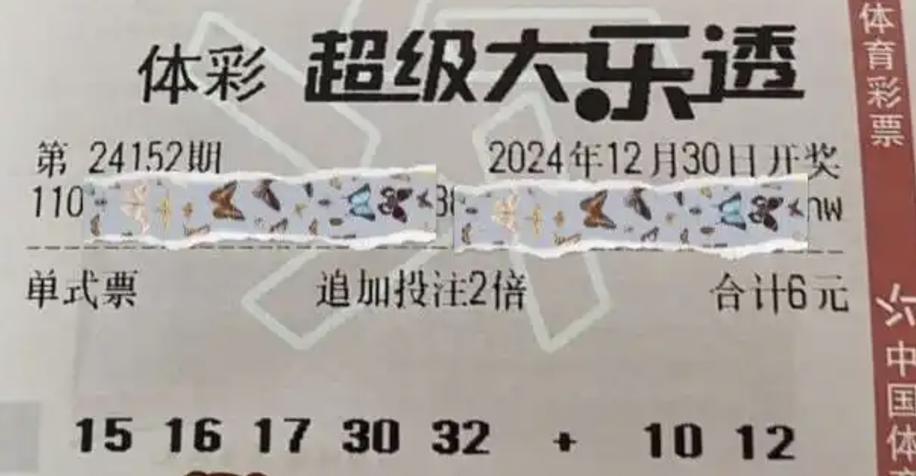 体彩 超级大乐透
第 24152期 2024年12月30日开奖
110
单式票 追加投注2倍 合计6元
15 16 17 30 32 + 10 12
体育彩票
中国体